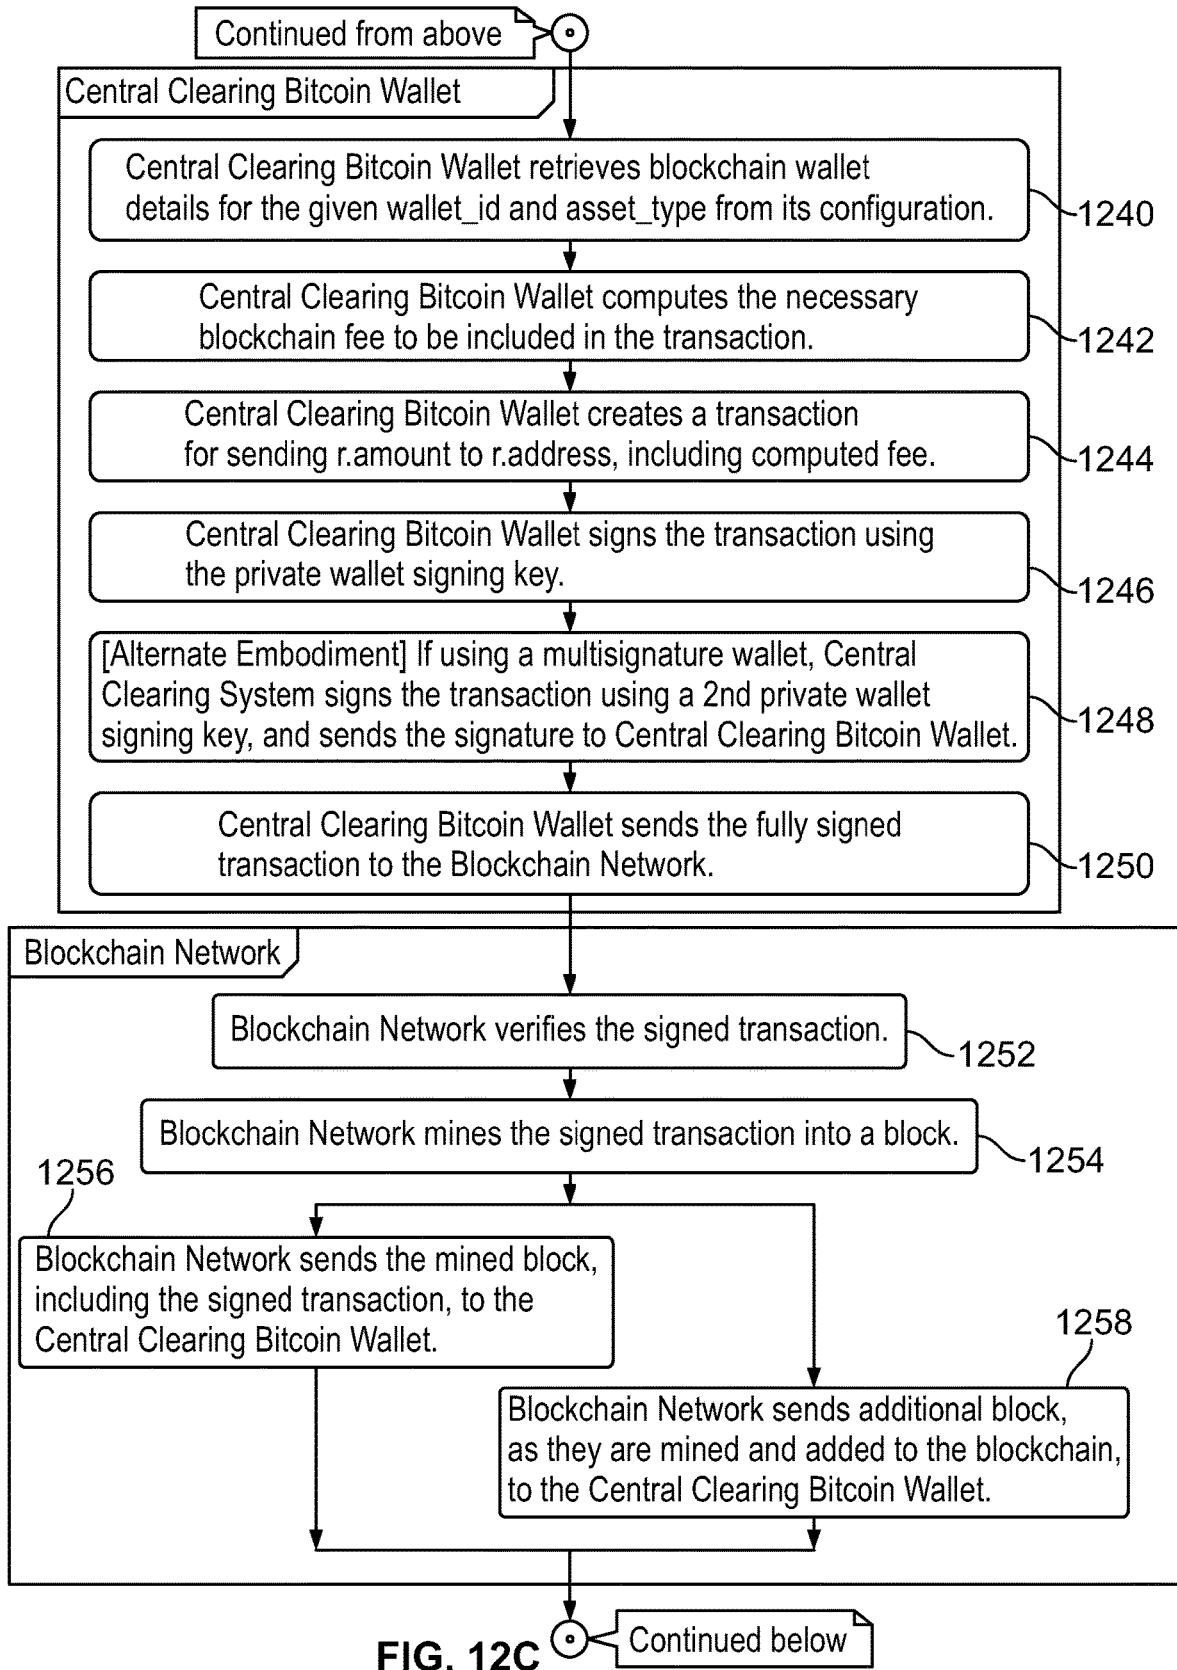 Continued from above
Central Clearing Bitcoin Wallet
Central Clearing Bitcoin Wallet retrieves blockchain wallet
details for the given wallet_id and asset_type from its configuration.
1240
Central Clearing Bitcoin Wallet computes the necessary
blockchain fee to be included in the transaction.
1242
Central Clearing Bitcoin Wallet creates a transaction
for sending r.amount to r.address, including computed fee.
1244
Central Clearing Bitcoin Wallet signs the transaction using
the private wallet signing key.
1246
[Alternate Embodiment] If using a multisignature wallet, Central
Clearing System signs the transaction using a 2nd private wallet
signing key, and sends the signature to Central Clearing Bitcoin Wallet.
1248
Central Clearing Bitcoin Wallet sends the fully signed
transaction to the Blockchain Network.
1250
Blockchain Network
Blockchain Network verifies the signed transaction.
1252
Blockchain Network mines the signed transaction into a block.
1254
1256
Blockchain Network sends the mined block,
including the signed transaction, to the
Central Clearing Bitcoin Wallet.
1258
Blockchain Network sends additional block,
as they are mined and added to the blockchain,
to the Central Clearing Bitcoin Wallet.
Continued below
FIG. 12C